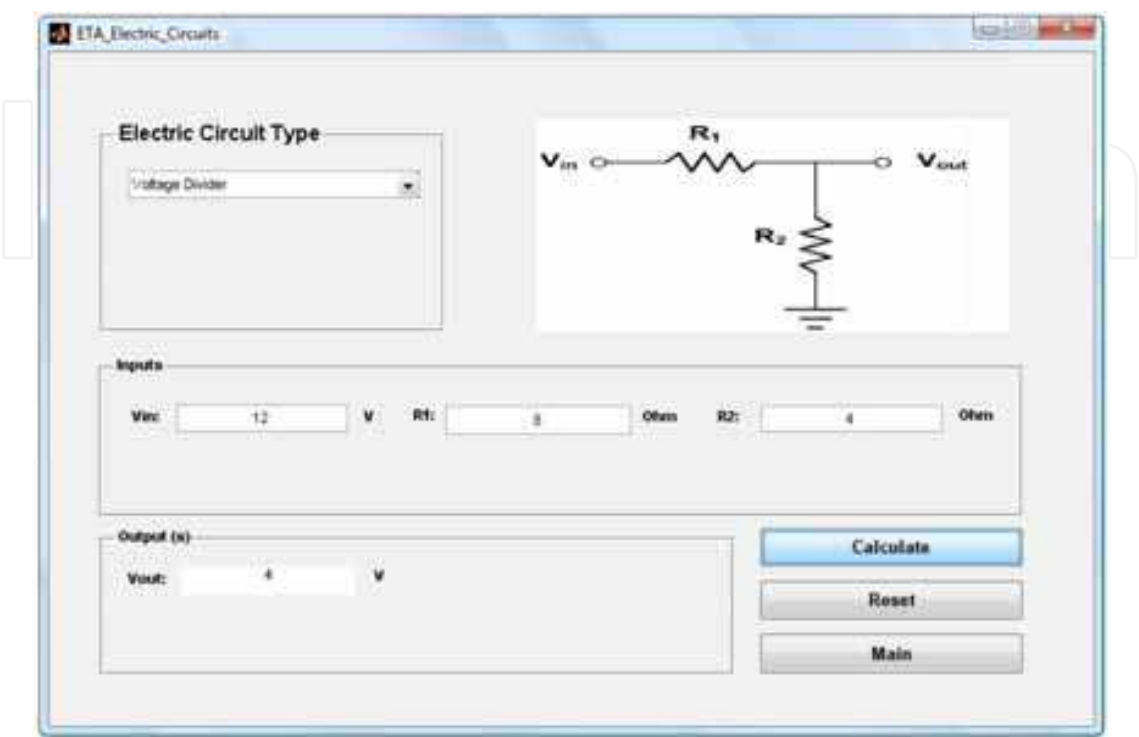 ETA_Electric_Circuits
Electric Circuit Type
Voltage Divider
R₁
Vin
Vout
R₂
Inputs
Vin: 12 V R1: 8 Ohm R2: 4 Ohm
Output (s)
Vout: 4 V
Calculate
Reset
Main